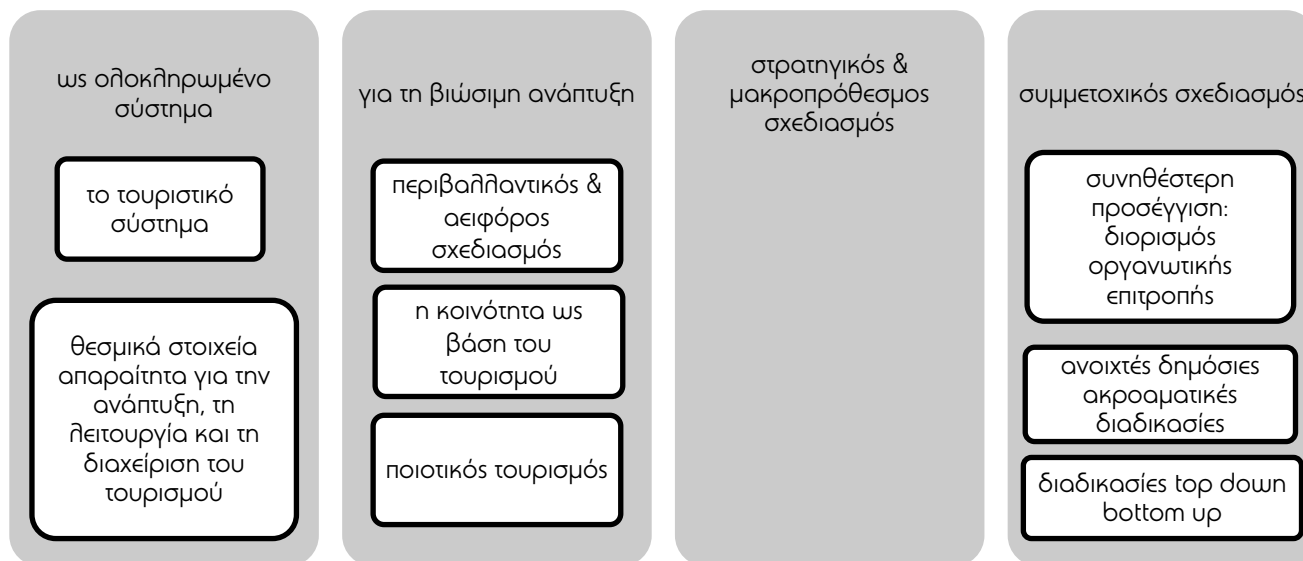 ως ολοκληρωμένο
σύστημα
το τουριστικό
σύστημα
θεσμικά στοιχεία
απαραίτητα για την
ανάπτυξη, τη
λειτουργία και τη
διαχείριση του
τουρισμού
για τη βιώσιμη ανάπτυξη
περιβαλλαντικός &
αειφόρος
σχεδιασμός
η κοινότητα ως
βάση του
τουρισμού
ποιοτικός τουρισμός
στρατηγικός &
μακροπρόθεσμος
σχεδιασμός
συμμετοχικός σχεδιασμός
συνηθέστερη
προσέγγιση:
διορισμός
οργανωτικής
επιτροπής
ανοιχτές δημόσιες
ακροαματικές
διαδικασίες
διαδικασίες top down
bottom up